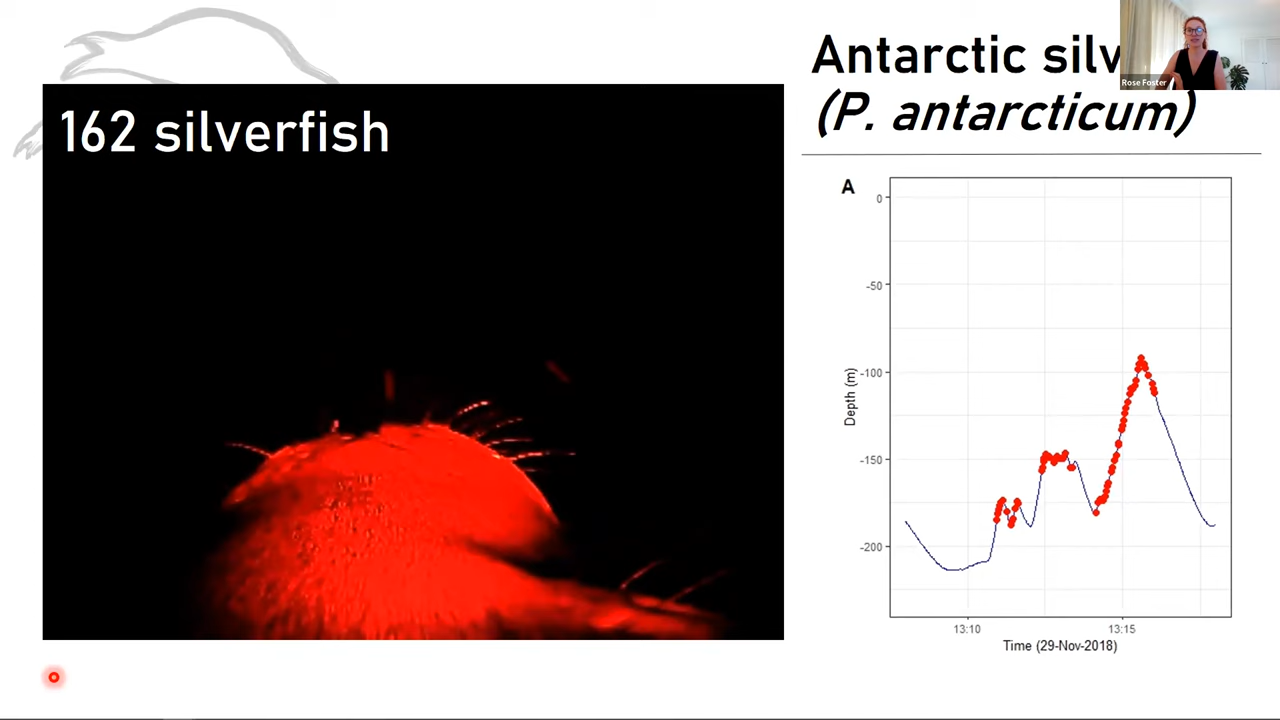 Antarctic silv
(P. antarcticum)
Rose Foster
162 silverfish
A
0
-50
-100
-150
-200
Depth (m)
13:10
13:15
Time (29-Nov-2018)